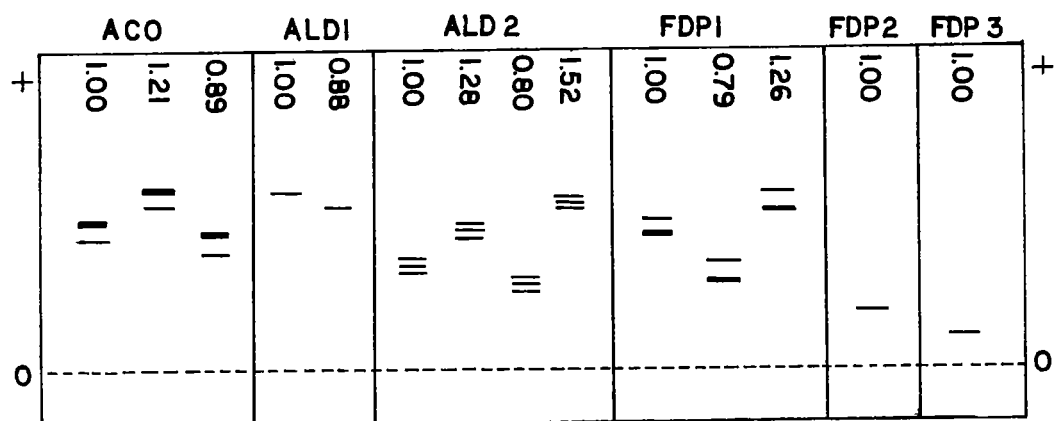 ACO ALD1 ALD 2 FDP1 FDP2 FDP 3
+ 1.00 1.21 0.89 1.00 0.88 1.00 1.28 0.80 1.52 1.00 0.79 1.26 1.00 1.00 +
O O